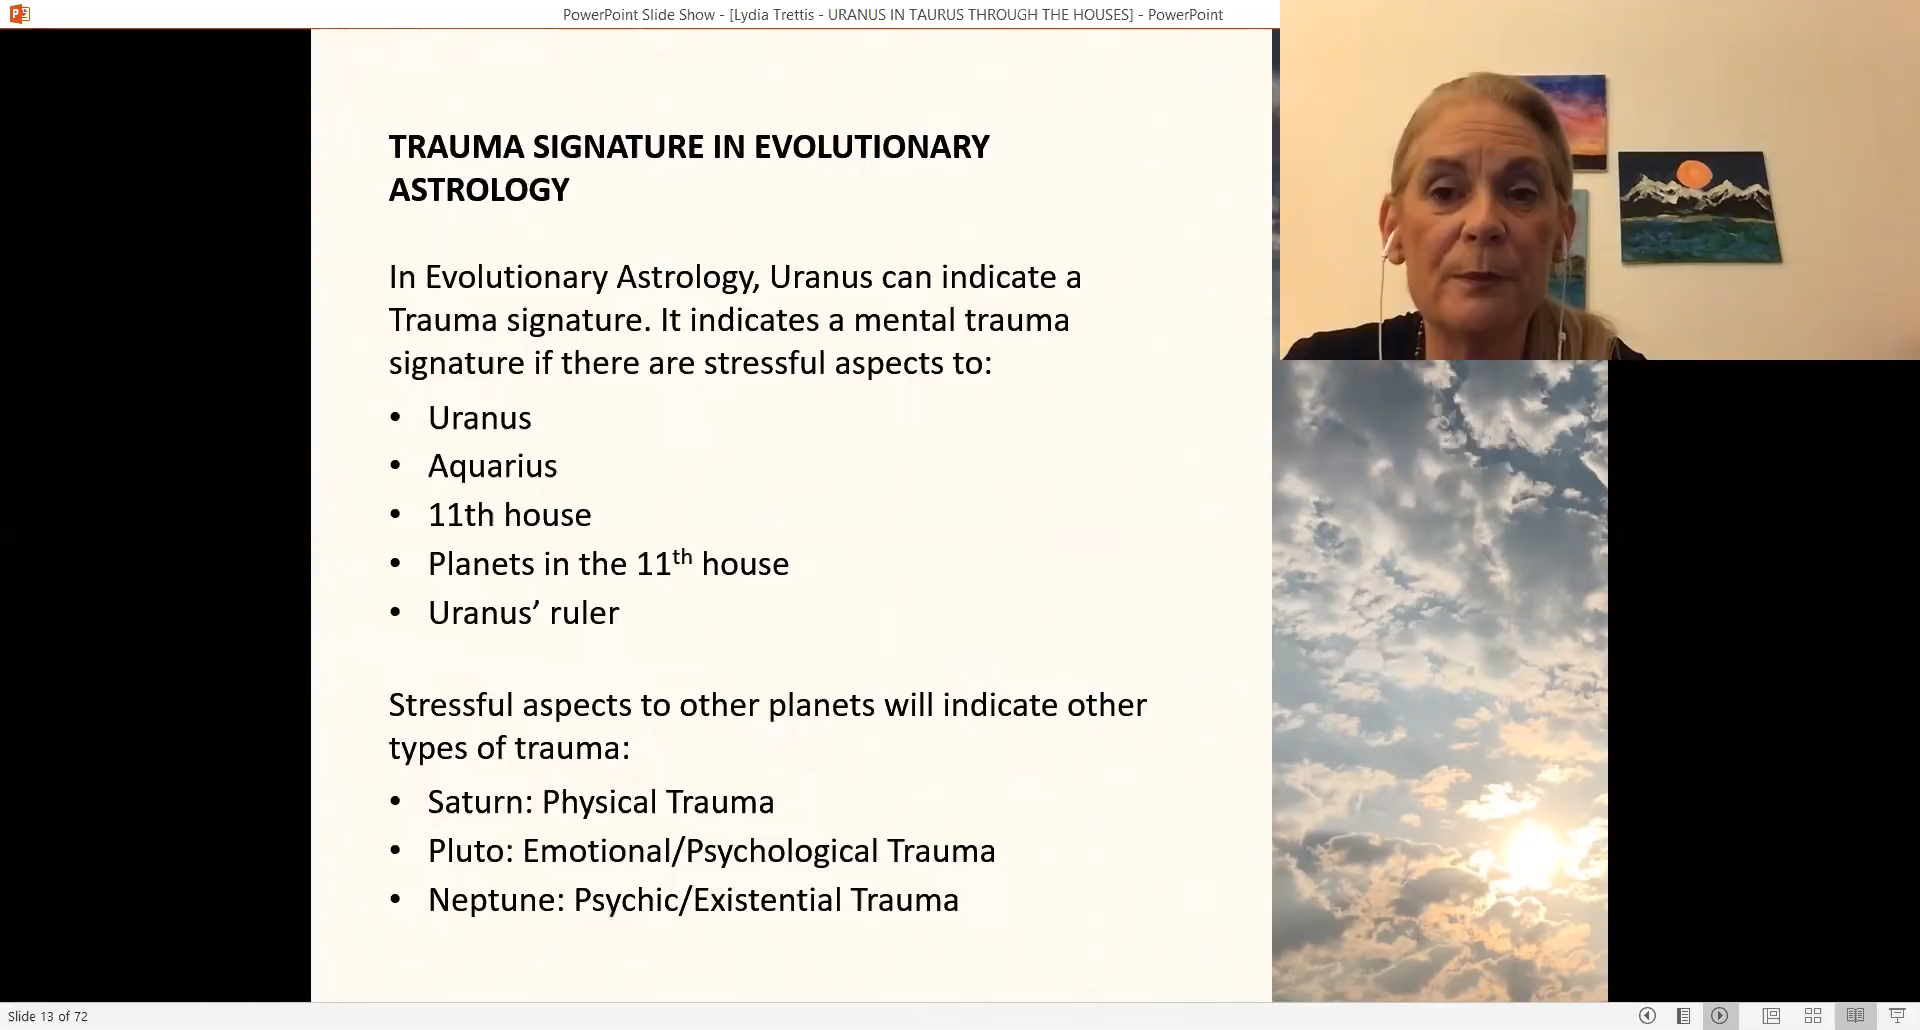 PowerPoint Slide Show - [Lydia Trettis - URANUS IN TAURUS THROUGH THE HOUSES] - PowerPoint
TRAUMA SIGNATURE IN EVOLUTIONARY
ASTROLOGY
In Evolutionary Astrology, Uranus can indicate a
Trauma signature. It indicates a mental trauma
signature if there are stressful aspects to:
• Uranus
• Aquarius
• 11th house
• Planets in the 11th house
• Uranus’ ruler
Stressful aspects to other planets will indicate other
types of trauma:
• Saturn: Physical Trauma
• Pluto: Emotional/Psychological Trauma
• Neptune: Psychic/Existential Trauma
Slide 13 of 72